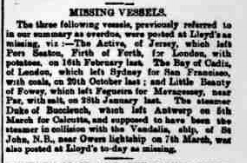 MISSING VESSELS.
The three following vessels, previously referred to
in our summary as overdue, were posted at Lloyd's as
missing, viz:—The Active, of Jersey, which left
Port Seaton, Firth of Forth, for London, with
potatoes, on 16th February last. The Bay of Cadiz,
of London, which left Sydney for San Francisco,
with coals, on 20th October last; and Little Beauty
of Fowey, which left Fogueira for Mevagissey, near
Par, with salt, on 28th January last. The steamer
Duke of Buccleuch, which left Antwerp on 5th
March for Calcutta, and supposed to have been the
steamer in collision with the Vandalia, ship, of St
John, N.B., near Owers lightship on 7th March, was
also posted at Lloyd's to-day as missing.